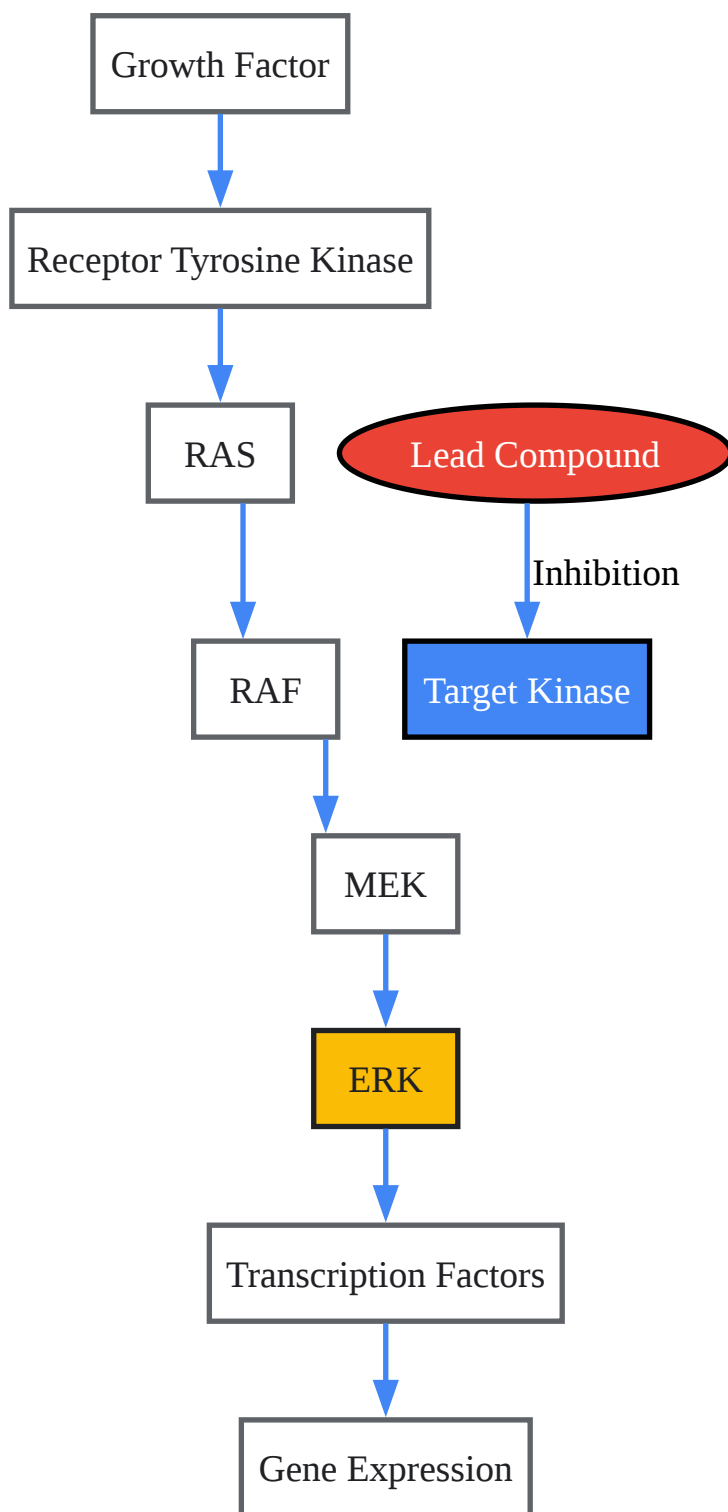 Growth Factor
Receptor Tyrosine Kinase
RAS
Lead Compound
Inhibition
RAF
Target Kinase
MEK
ERK
Transcription Factors
Gene Expression